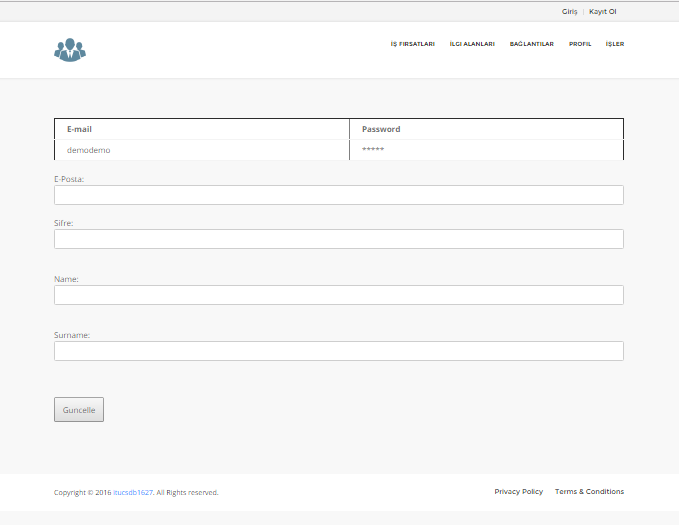 Giriş | Kayıt Ol
İŞ FIRSATLARI İLGI ALANLARI BAĞLANTILAR PROFIL İŞLER
E-mail Password
demodemo *****
E-Posta:
Sifre:
Name:
Surname:
Guncelle
Copyright © 2016 itucsdb1627. All Rights reserved. Privacy Policy Terms & Conditions